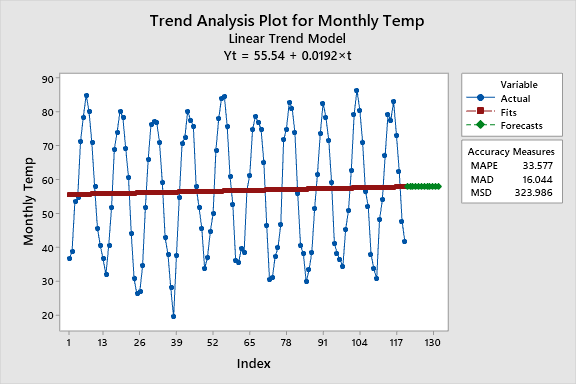 Trend Analysis Plot for Monthly Temp
Linear Trend Model
Yt = 55.54 + 0.0192×t
90
80
70
60
50
40
30
20
Monthly Temp
1 13 26 39 52 65 78 91 104 117 130
Index
Variable
Actual
Fits
Forecasts
Accuracy Measures
MAPE 33.577
MAD 16.044
MSD 323.986